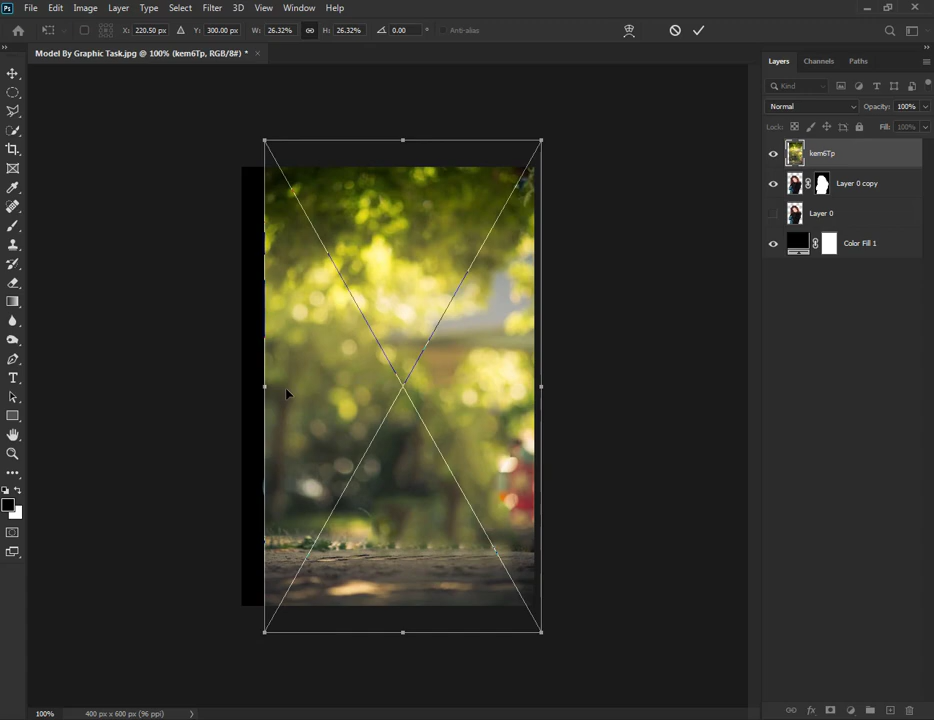 Ps File Edit Image Layer Type Select Filter 3D View Window Help
X: 220.50 px Y: 300.00 px W: 26.32% H: 26.32% 0.00 ° Anti-alias
Model By Graphic Task.jpg @ 100% (kem6Tp, RGB/8#) *
Layers Channels Paths
Kind
Normal Opacity: 100%
Lock: Fill: 100%
kem6Tp
Layer 0 copy
Layer 0
Color Fill 1
100% 400 px x 600 px (96 ppi)